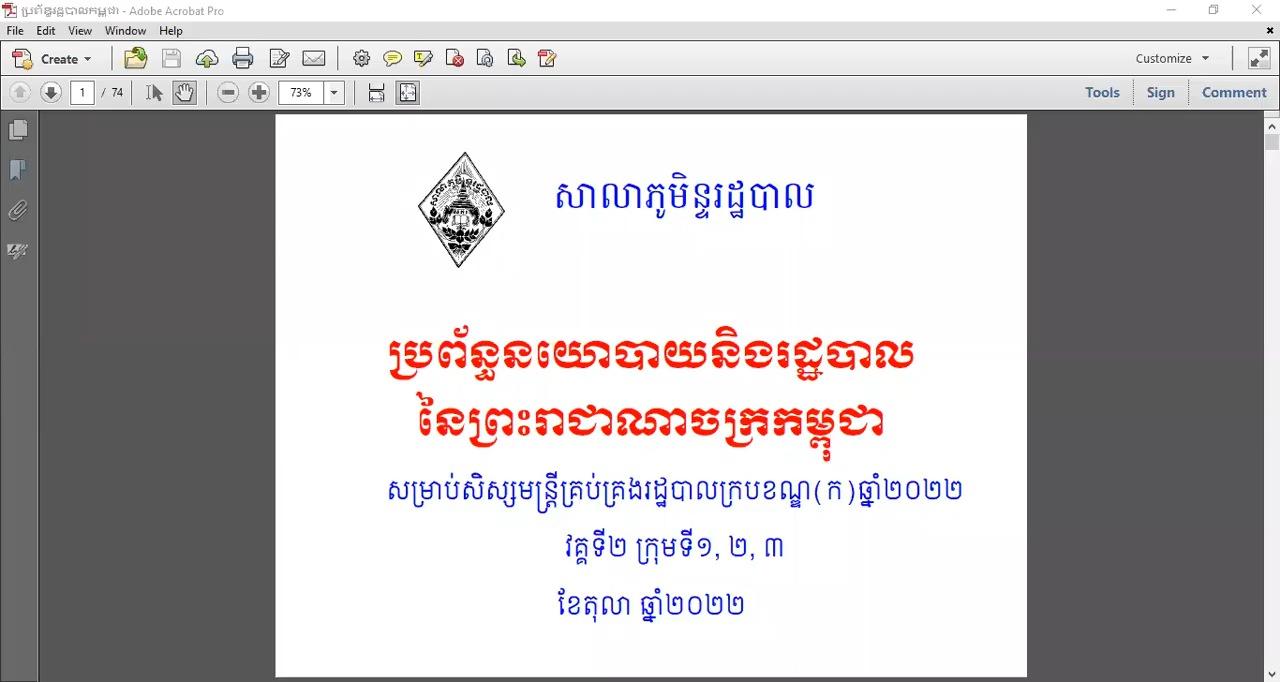 ប្រព័ន្ធរដ្ឋបាលកម្ពុជា - Adobe Acrobat Pro
File Edit View Window Help
Create
Customize
1 / 74
73%
Tools Sign Comment
សាលាភូមិន្ទរដ្ឋបាល
ប្រព័ន្ធនយោបាយនិងរដ្ឋបាល
នៃព្រះរាជាណាចក្រកម្ពុជា
សម្រាប់សិស្សមន្ត្រីគ្រប់គ្រងរដ្ឋបាលក្របខណ្ឌ(ក)ឆ្នាំ២០២២
វគ្គទី២ ក្រុមទី១, ២, ៣
ខែតុលា ឆ្នាំ២០២២